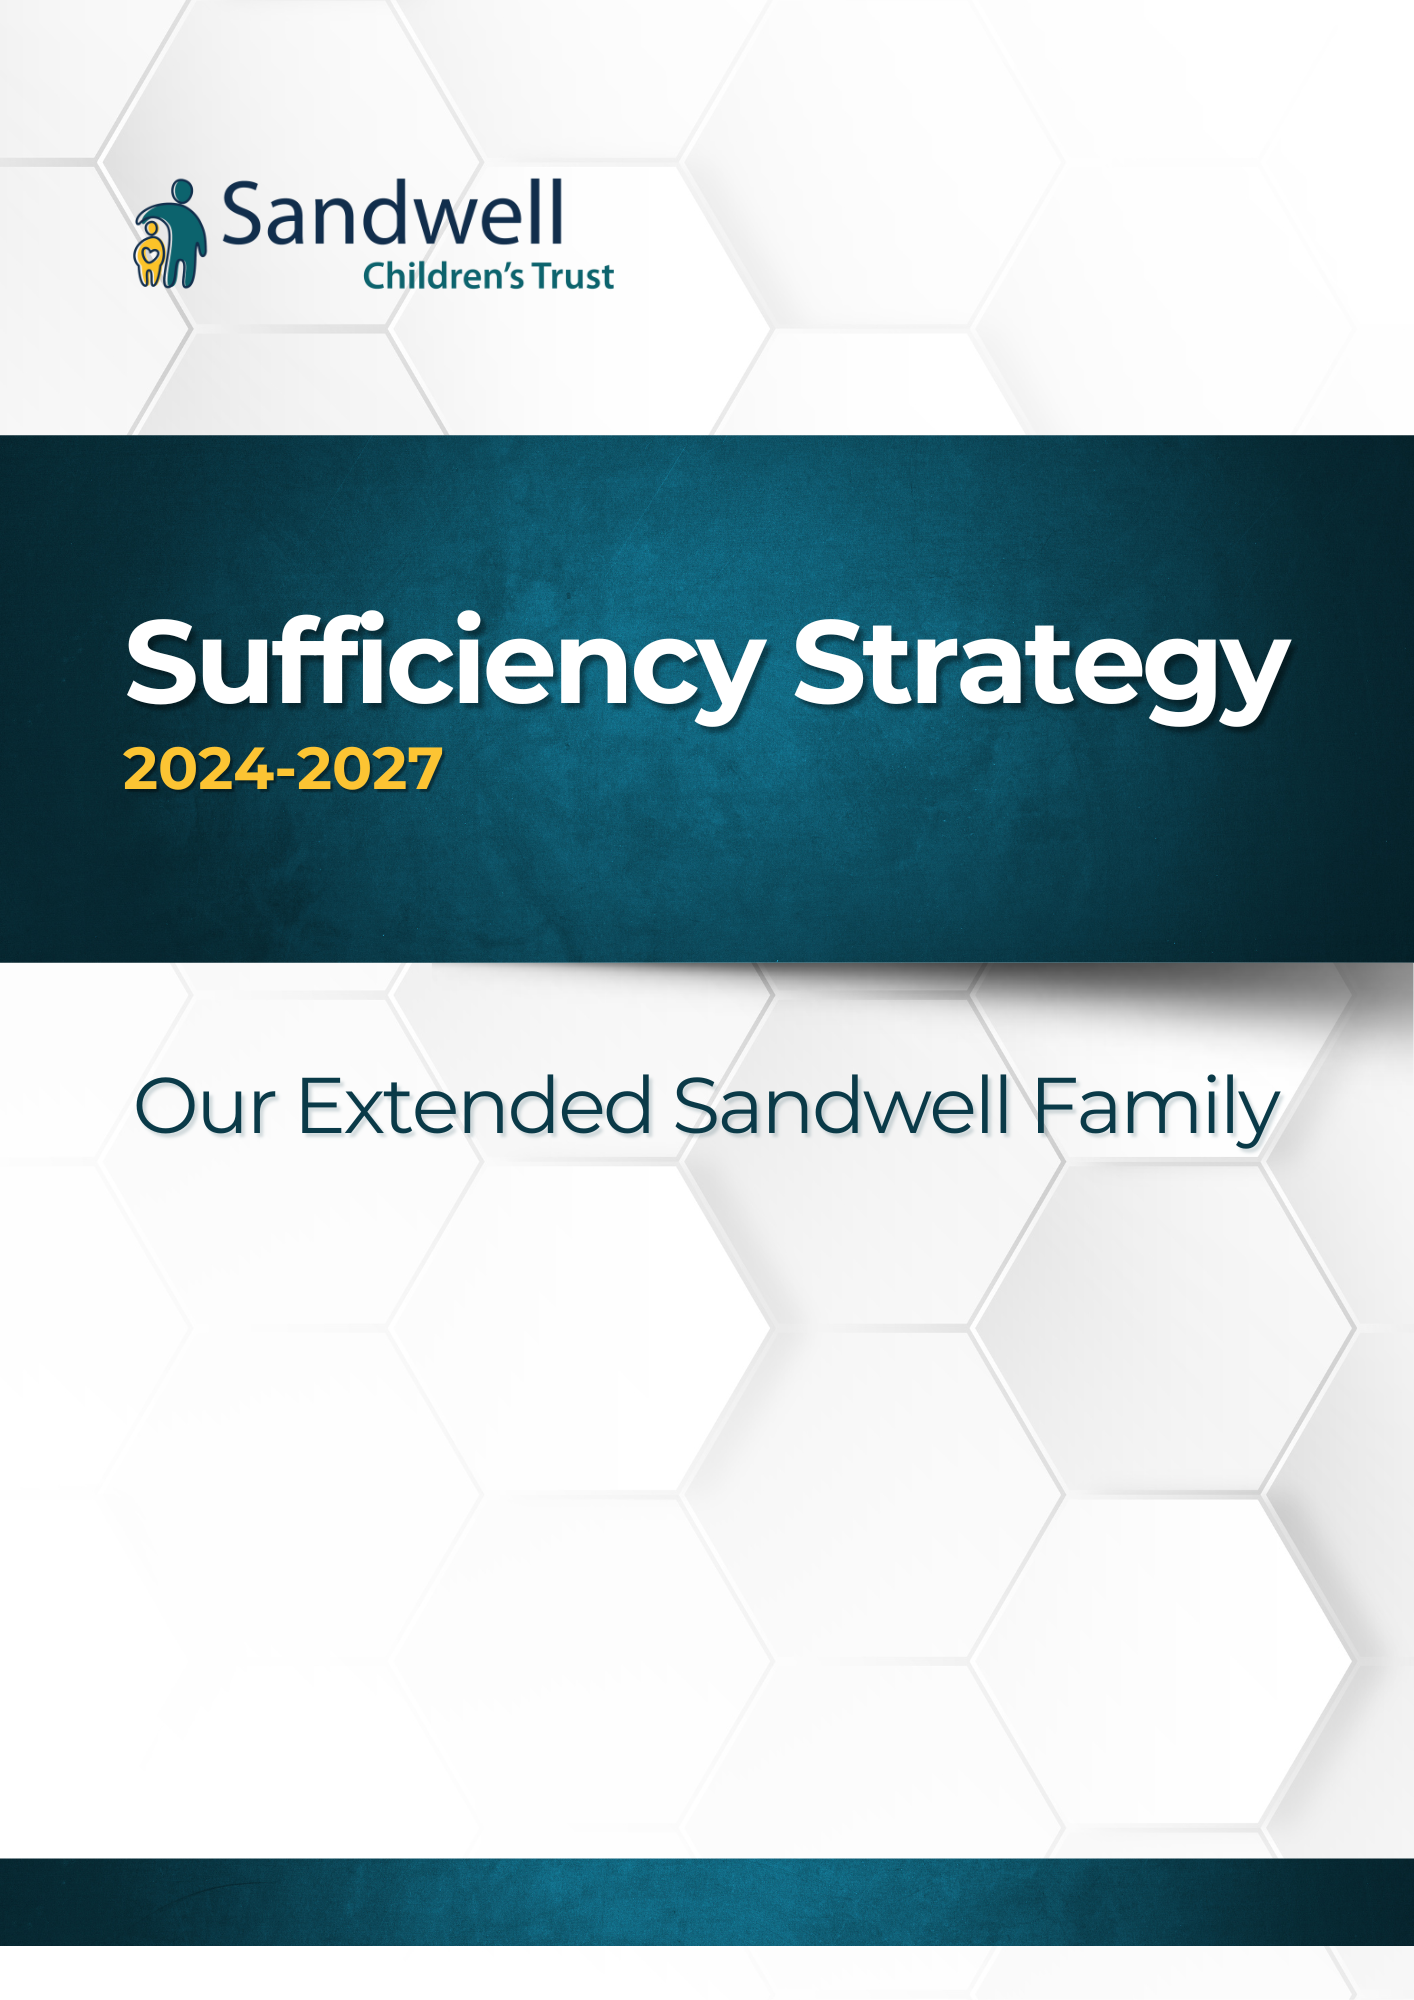 Sandwell
Children's Trust
Sufficiency Strategy
2024-2027
Our Extended Sandwell Family